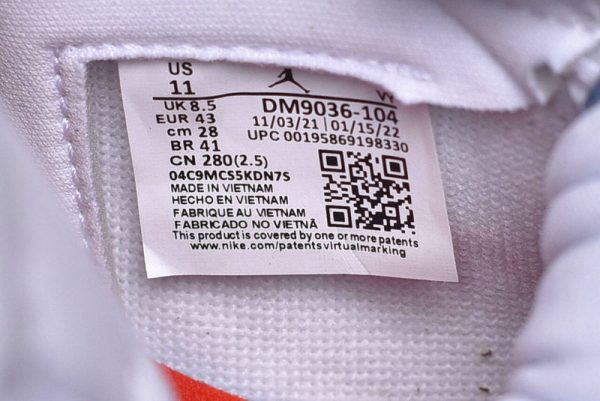 US
11
VY
UK 8.5
DM9036-104
EUR 43
11/03/21 01/15/22
cm 28
UPC 00195869198330
BR 41
CN 280(2.5)
04C9MCS5KDN7S
MADE IN VIETNAM
HECHO EN VIETNAM
FABRIQUE AU VIETNAM
FABRICADO NO VIETNÃ
This product is covered by one or more patents
www.nike.com/patentsvirtualmarking